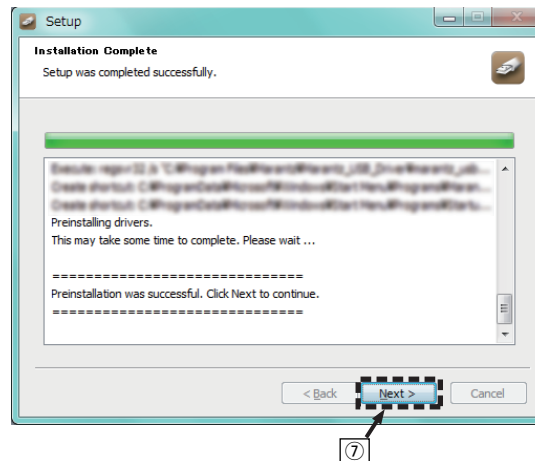 Setup
Installation Complete
Setup was completed successfully.
Preinstalling drivers.
This may take some time to complete. Please wait ...
==============================
Preinstallation was successful. Click Next to continue.
==============================
< Back
Next >
Cancel
⑦